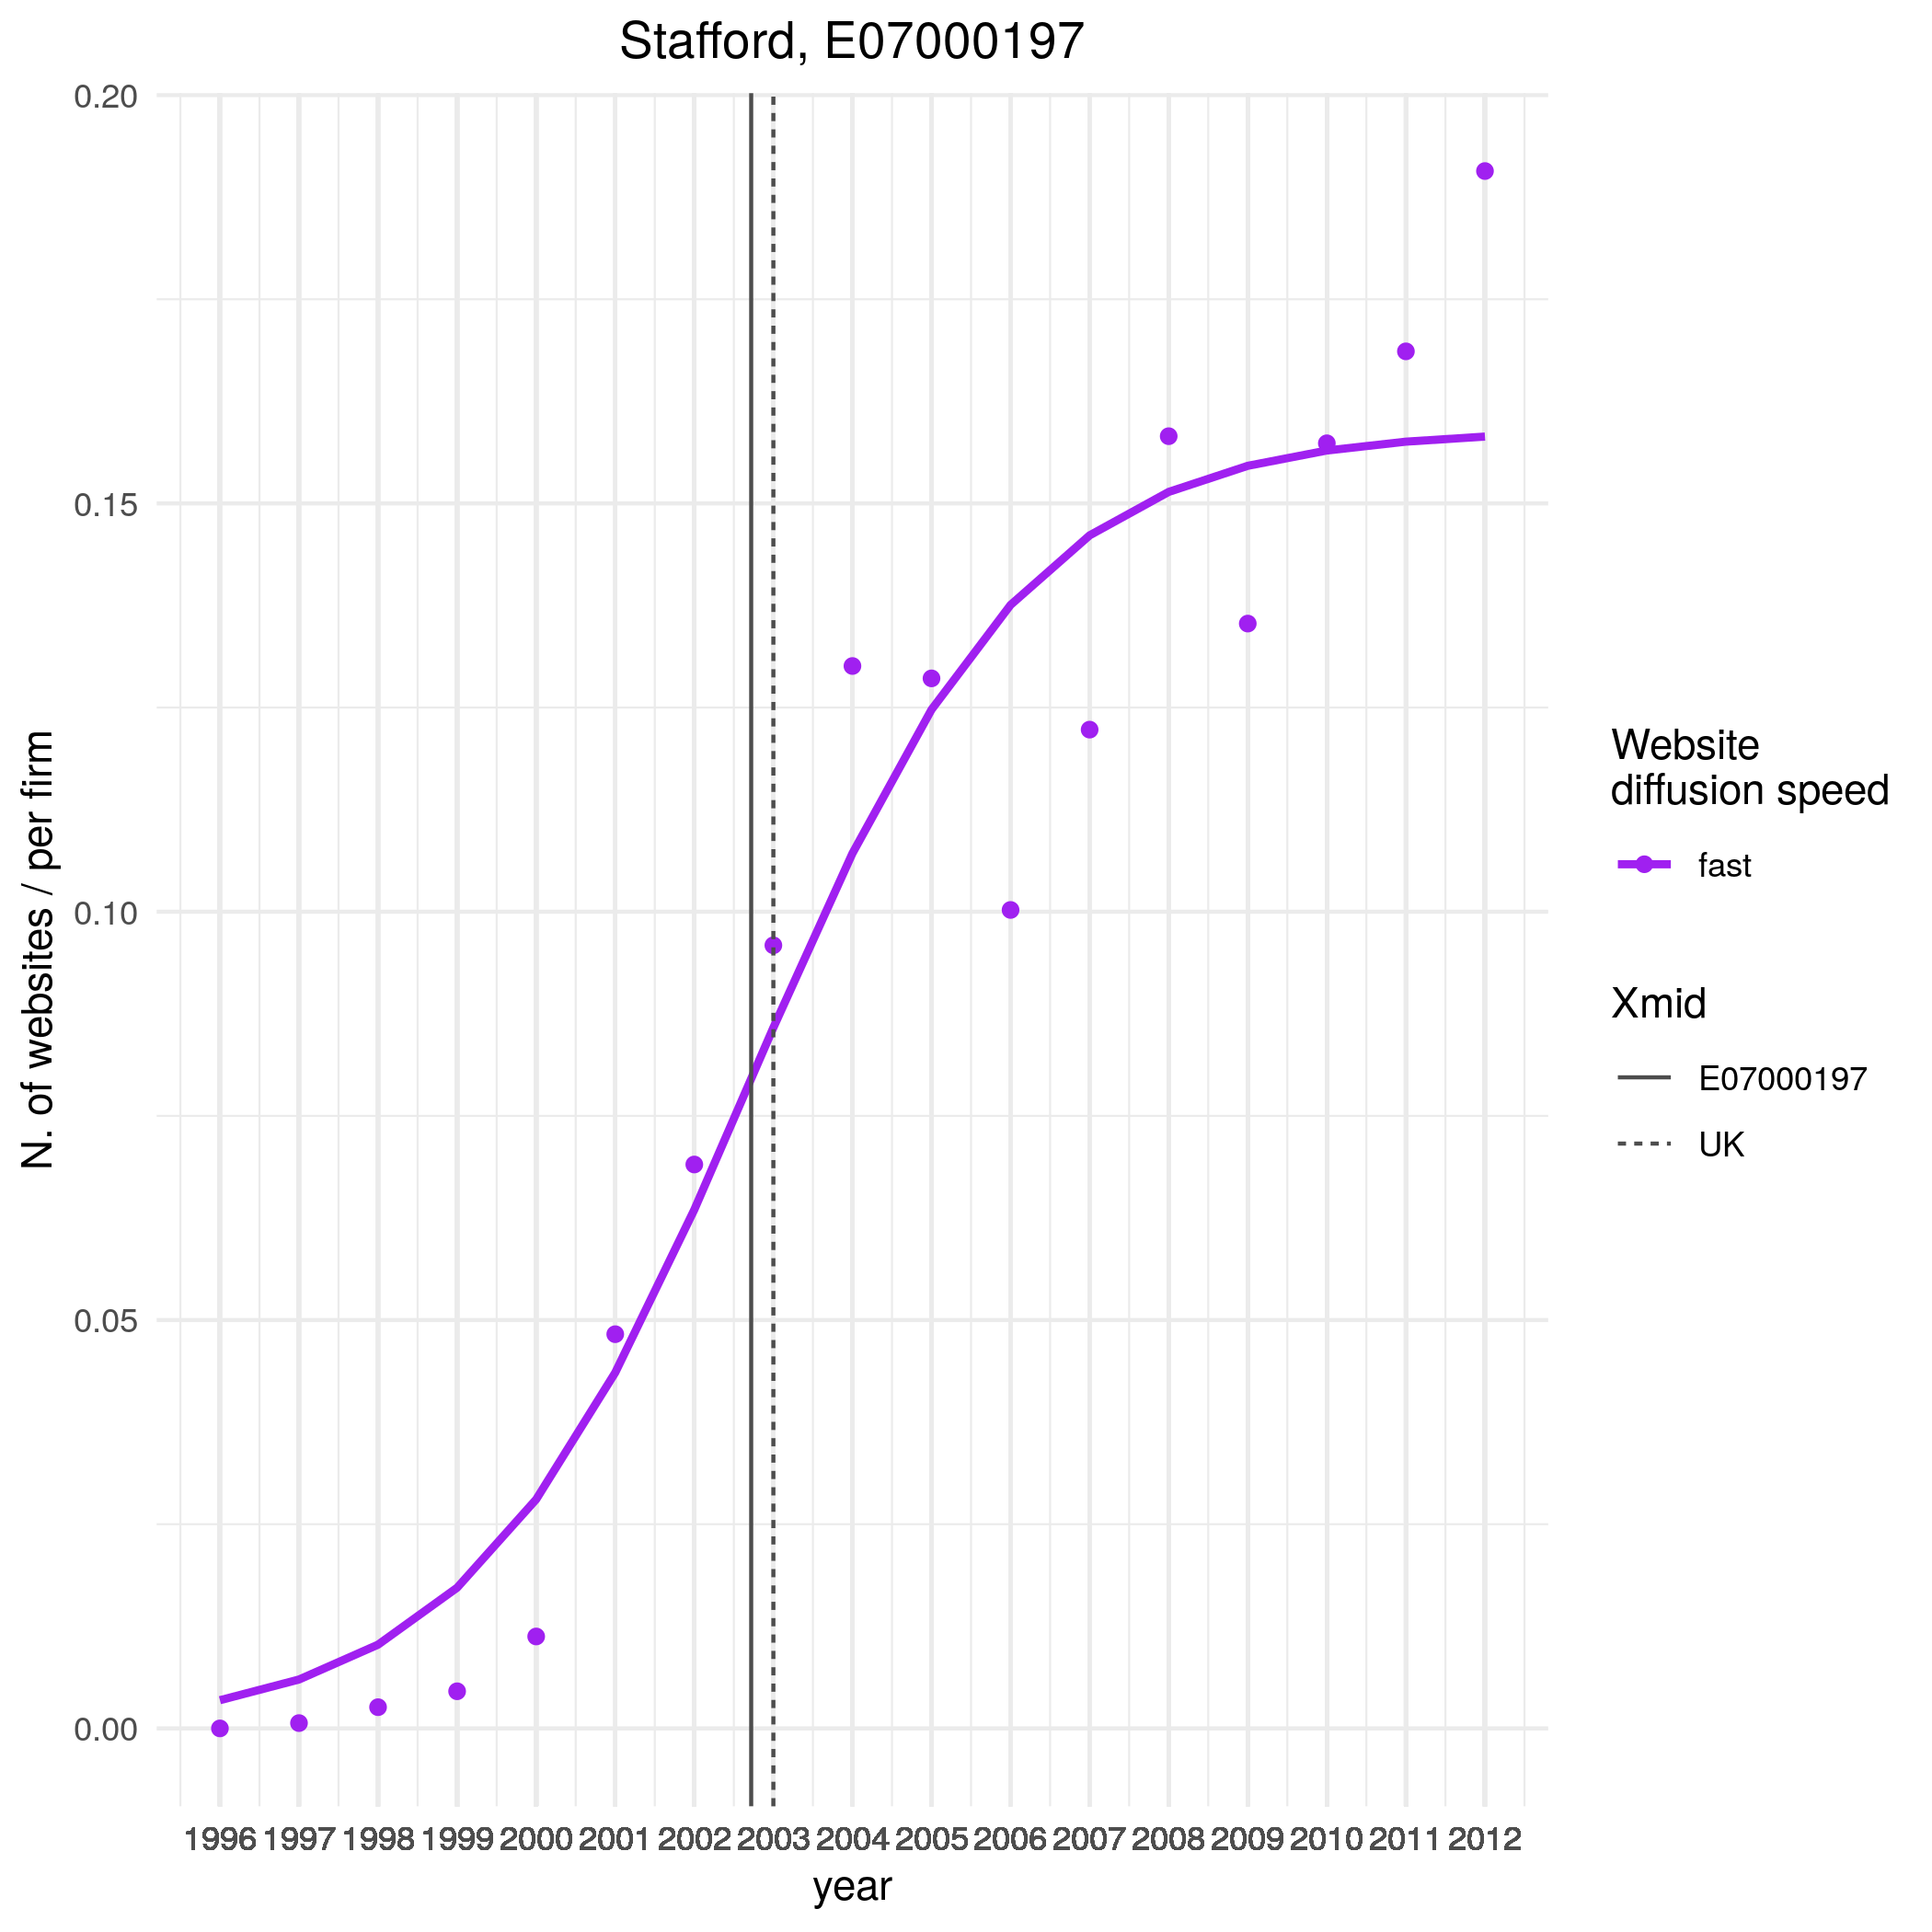 Stafford, E07000197
0.20
0.15
0.10
0.05
0.00
N. of websites / per firm
1996 1997 1998 1999 2000 2001 2002 2003 2004 2005 2006 2007 2008 2009 2010 2011 2012
year
Website
diffusion speed
fast
Xmid
E07000197
UK